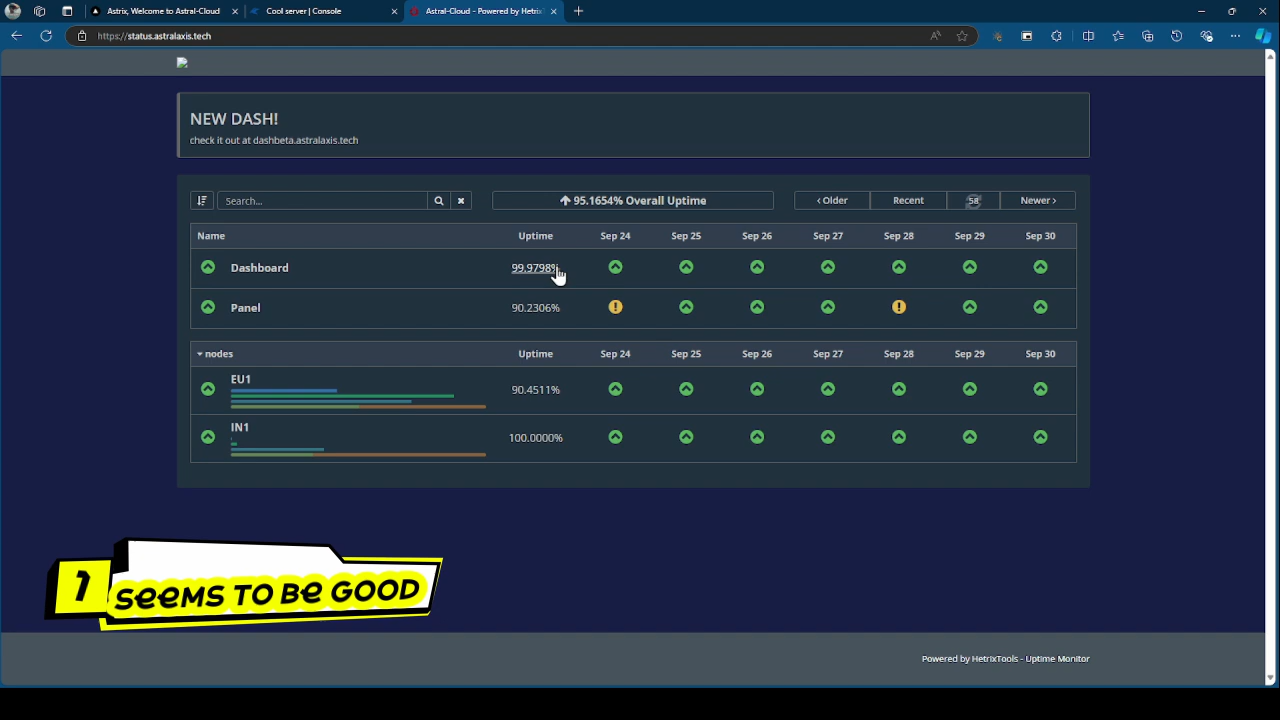 Astrix, Welcome to Astral-Cloud
Cool server | Console
Astral-Cloud - Powered by HetrixT
https://status.astralaxis.tech
NEW DASH!
check it out at dashbeta.astralaxis.tech
Search...
95.1654% Overall Uptime
‹ Older
Recent
58
Newer ›
Name Uptime Sep 24 Sep 25 Sep 26 Sep 27 Sep 28 Sep 29 Sep 30
Dashboard 99.9798%
Panel 90.2306%
nodes Uptime Sep 24 Sep 25 Sep 26 Sep 27 Sep 28 Sep 29 Sep 30
EU1 90.4511%
IN1 100.0000%
1
SEEMS TO BE GOOD
Powered by HetrixTools - Uptime Monitor